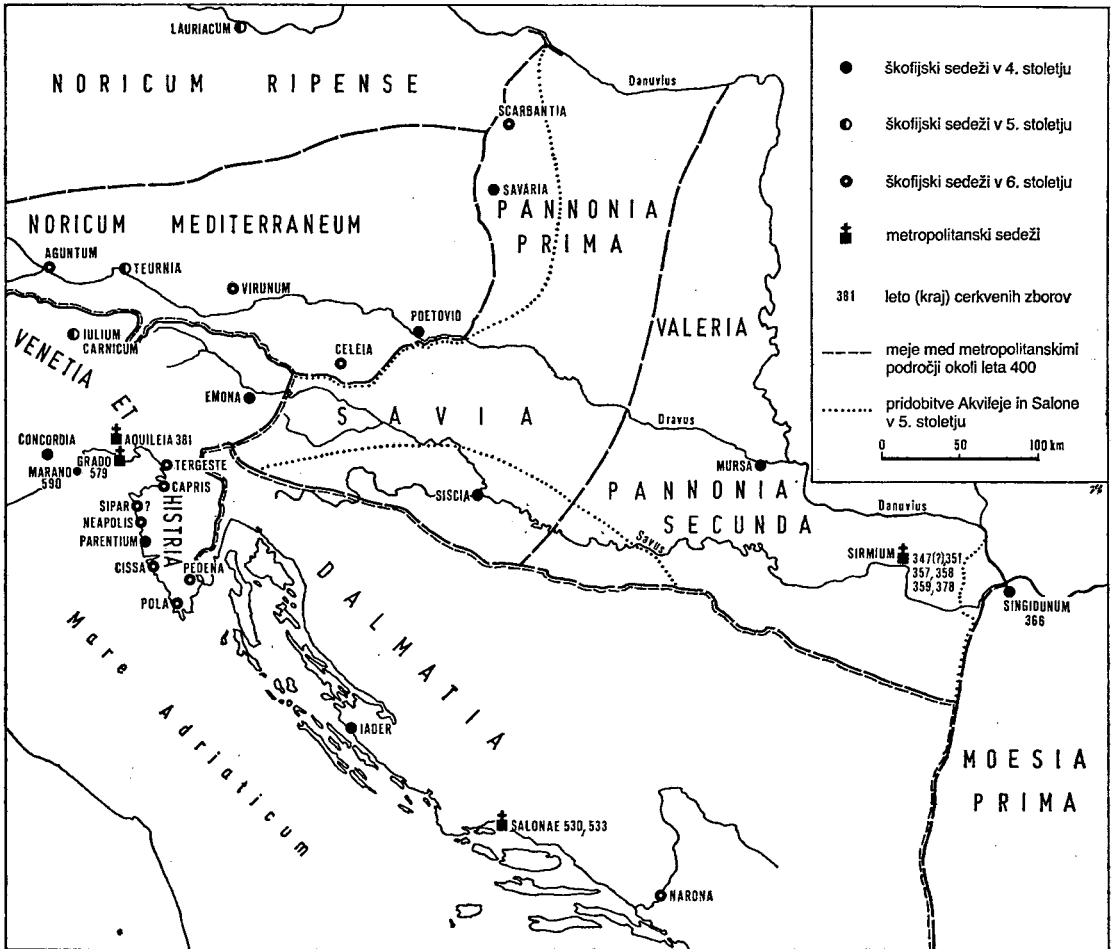 LAURIACUM
NORICUM RIPENSE
Danuvius
SCARBANTIA
SAVARIA
PANNONIA
PRIMA
NORICUM MEDITERRANEUM
AGUNTUM
TEURNIA
VIRUNUM
POETOVIO
VALERIA
IULIUM
CARNICUM
VENETIA
ET
HISTRIA
CELEIA
EMONA
SAVIA
Dravus
CONCORDIA
AQUILEIA 381
MARANO
590
GRADO
579
TERGESTE
CAPRIS
SIPAR ?
NEAPOLIS
PARENTIUM
CISSA
PEDENA
POLA
SISCIA
MURSA
PANNONIA
SECUNDA
Savus
Danuvius
SIRMIUM
347(?),351
357, 358
359, 378
SINGIDUNUM
366
DALMATIA
Mare Adriaticum
IADER
SALONAE 530, 533
NARONA
MOESIA
PRIMA
škofijski sedeži v 4. stoletju
škofijski sedeži v 5. stoletju
škofijski sedeži v 6. stoletju
metropolitanski sedeži
381 leto (kraj) cerkvenih zborov
meje med metropolitanskimi
področji okoli leta 400
pridobitve Akvileje in Salone
v 5. stoletju
0 50 100 km